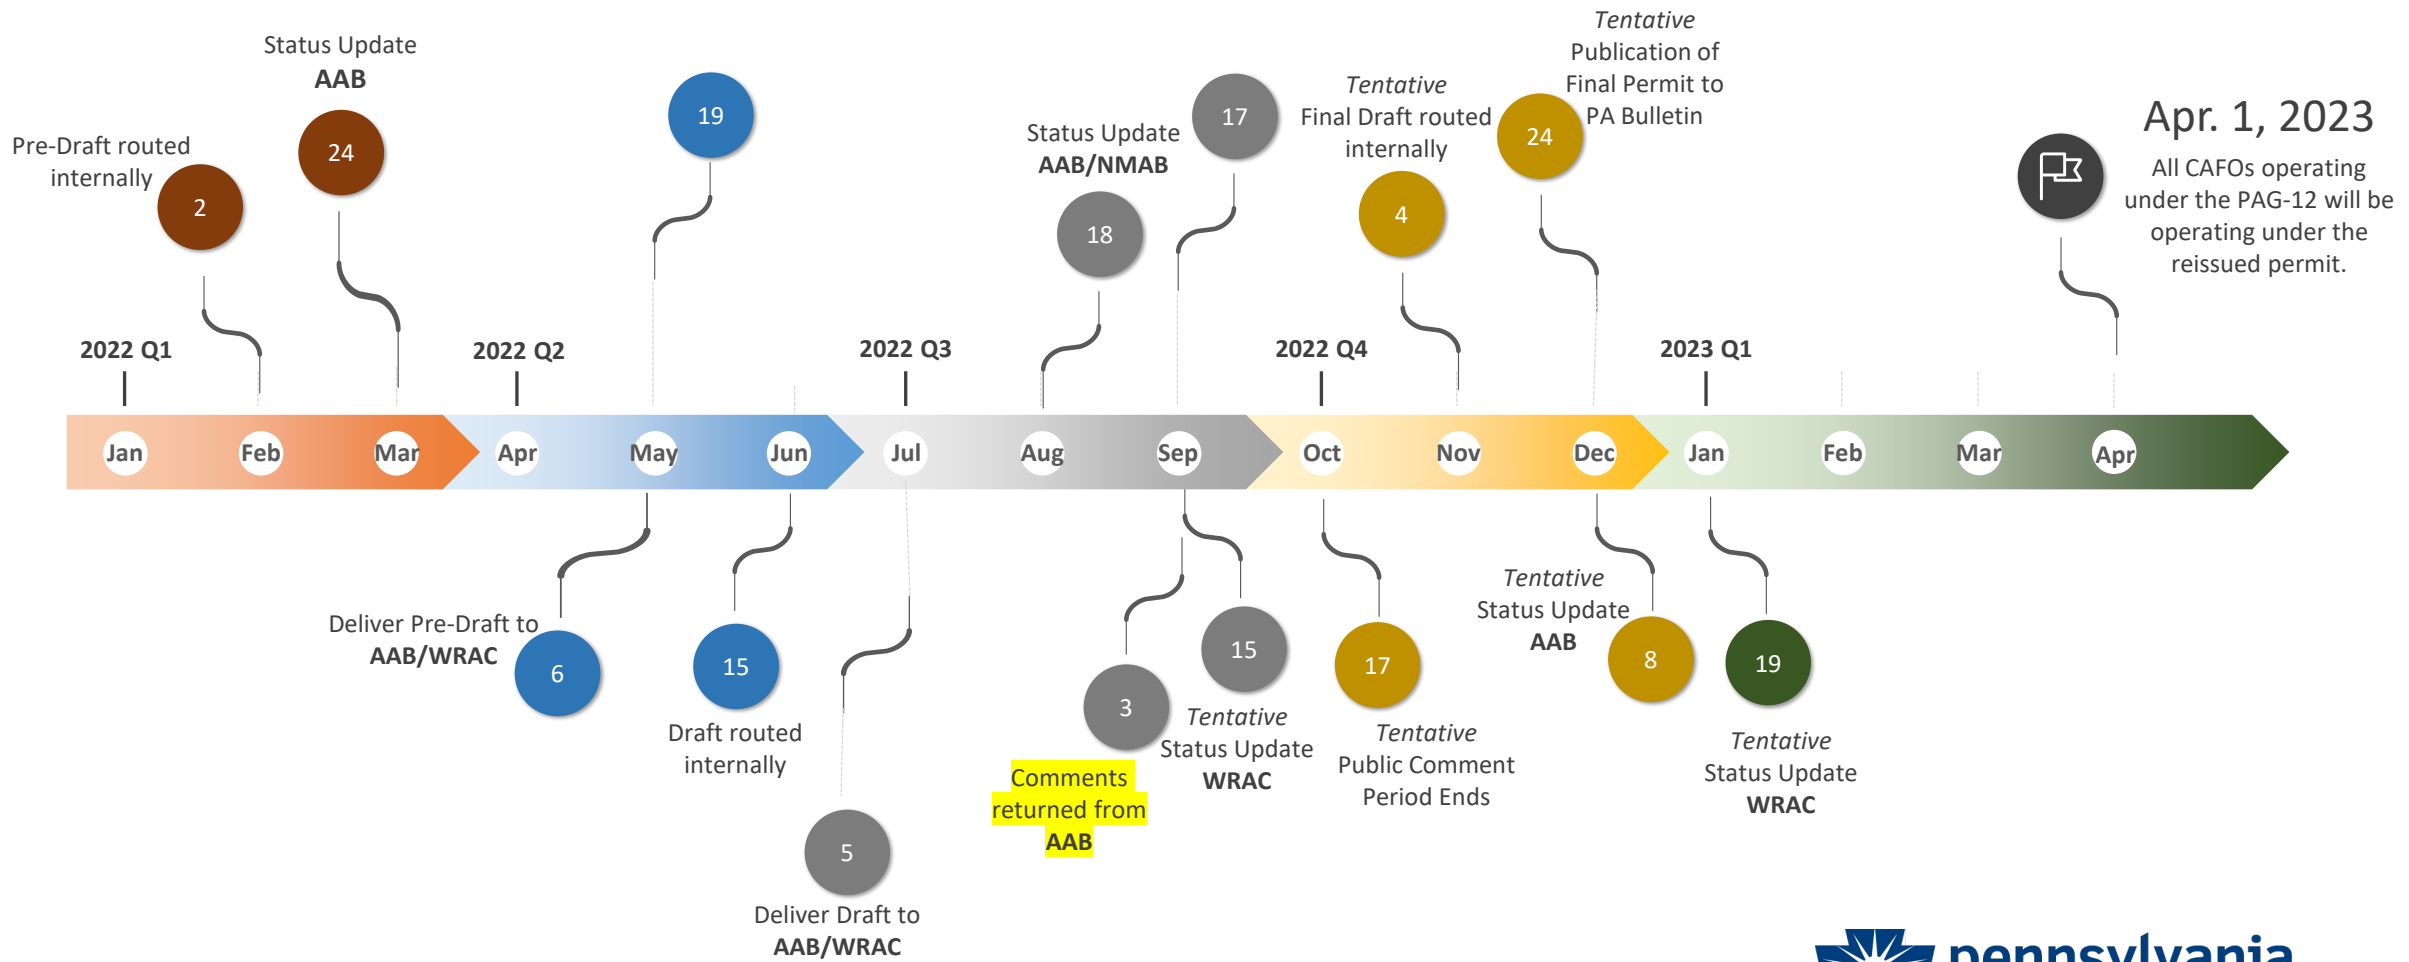 Pre-Draft routed
internally
2
Status Update
AAB
24
19
Status Update
AAB/NMAB
18
17
Tentative
Final Draft routed
internally
4
Tentative
Publication of
Final Permit to
PA Bulletin
24
Apr. 1, 2023
All CAFOs operating
under the PAG-12 will be
operating under the
reissued permit.
2022 Q1
2022 Q2
2022 Q3
2022 Q4
2023 Q1
Jan
Feb
Mar
Apr
May
Jun
Jul
Aug
Sep
Oct
Nov
Dec
Jan
Feb
Mar
Apr
Deliver Pre-Draft to
AAB/WRAC
6
15
Draft routed
internally
5
Deliver Draft to
AAB/WRAC
3
Comments
returned from
AAB
15
Tentative
Status Update
WRAC
17
Tentative
Public Comment
Period Ends
Tentative
Status Update
AAB
8
19
Tentative
Status Update
WRAC
pennsylvania